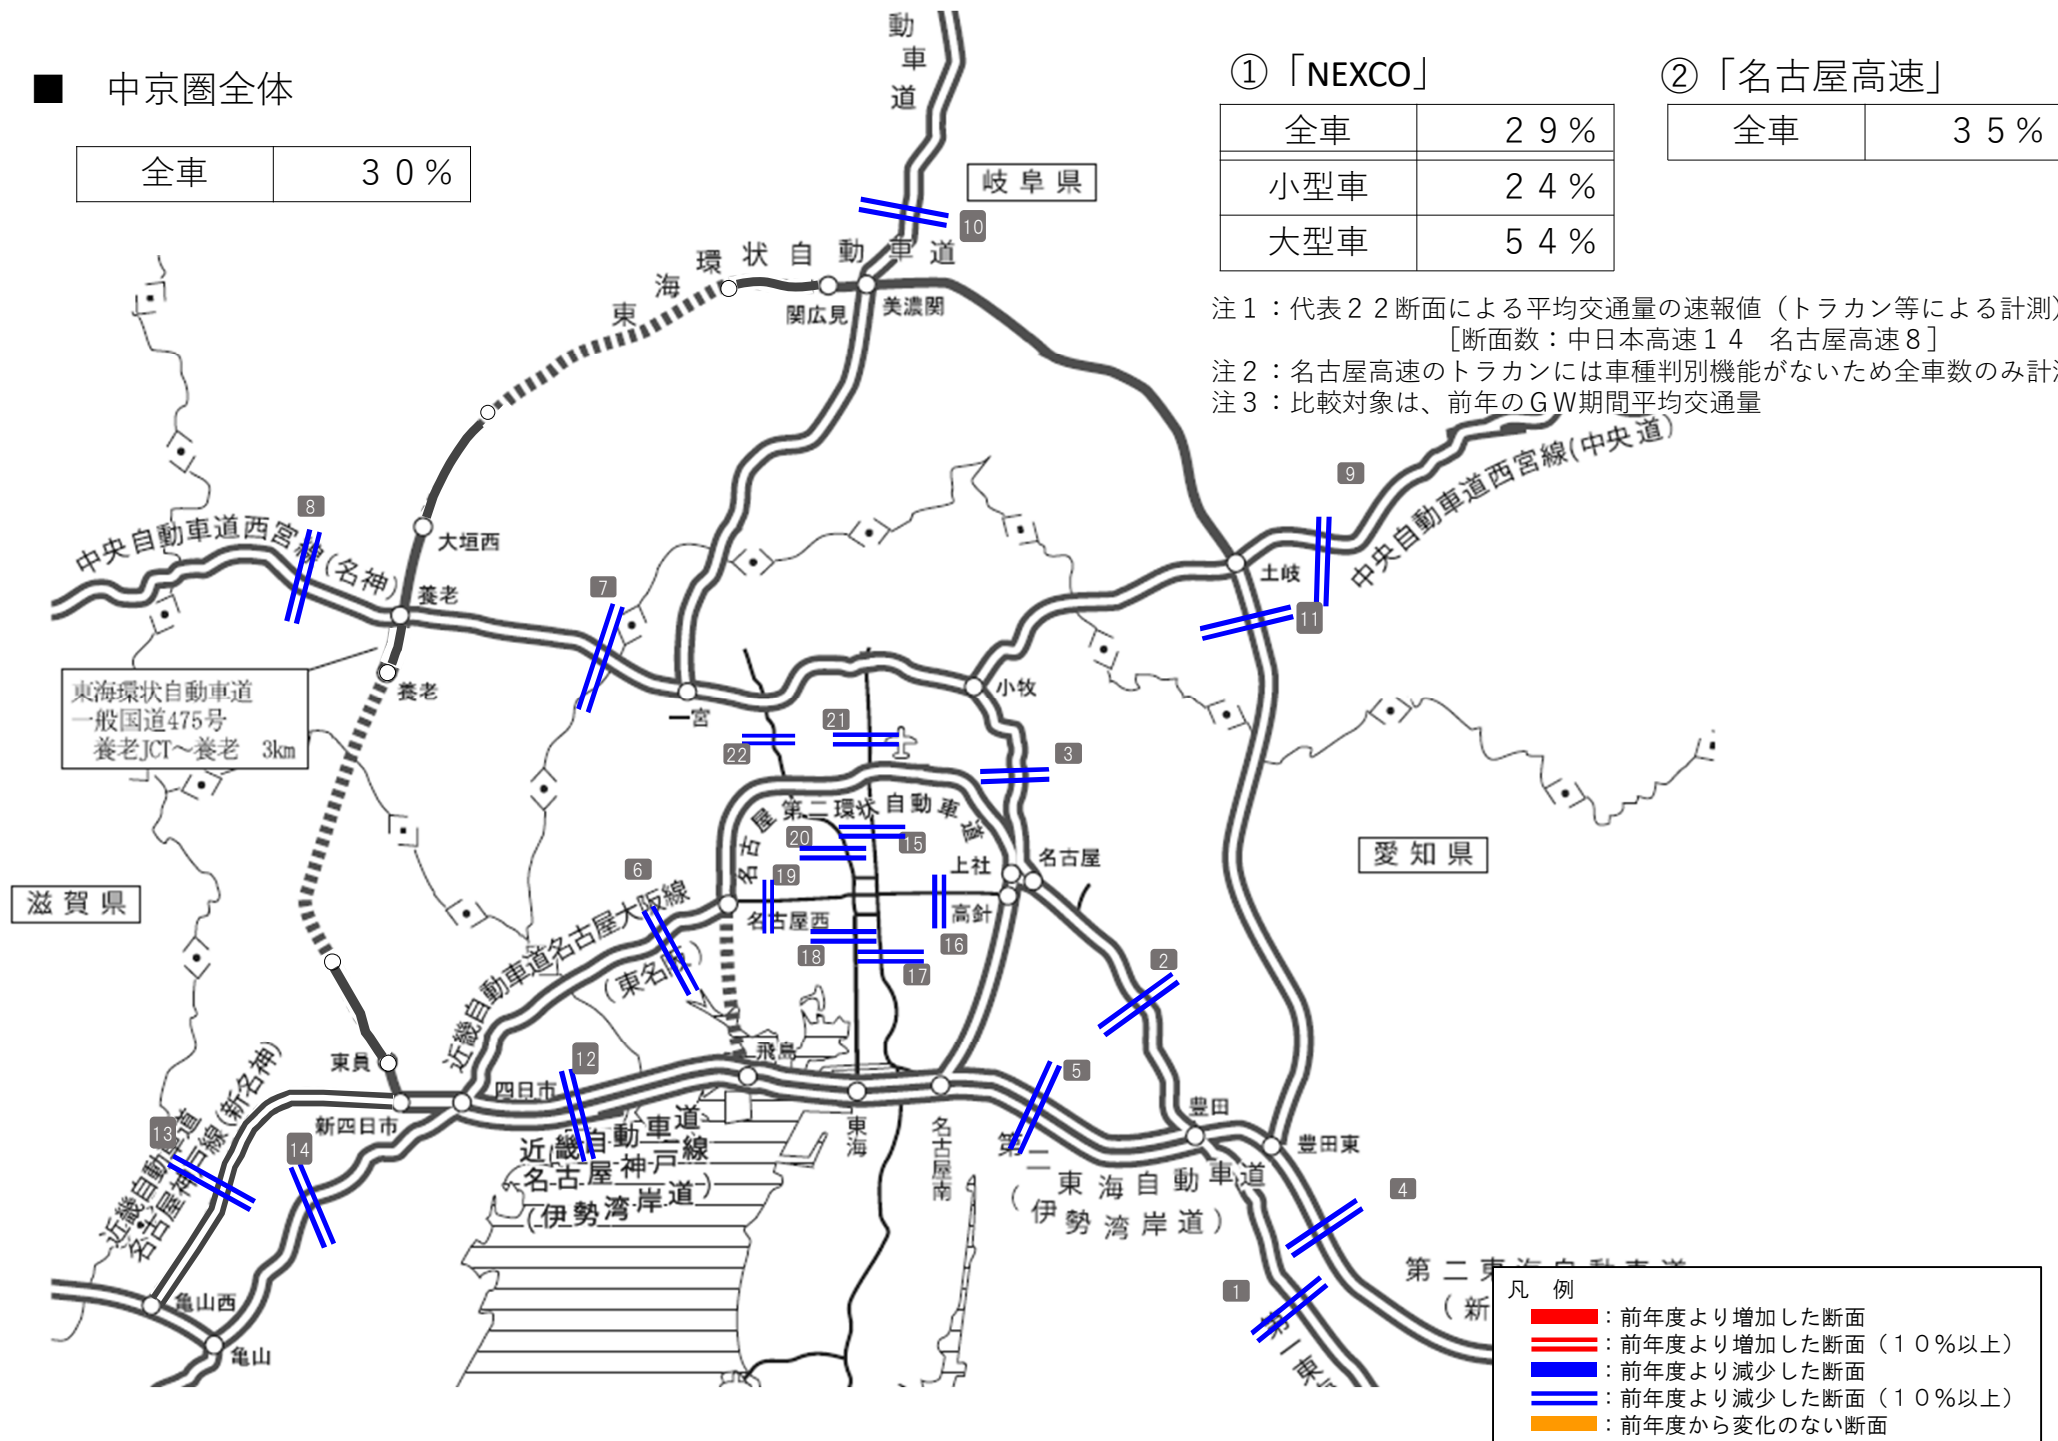 ■　中京圏全体
全車　３０％
①「NEXCO」
全車　２９％
小型車　２４％
大型車　５４％
②「名古屋高速」
全車　３５％
注１：代表２２断面による平均交通量の速報値（トラカン等による計測）
［断面数：中日本高速１４　名古屋高速８］
注２：名古屋高速のトラカンには車種判別機能がないため全車数のみ計測
注３：比較対象は、前年のＧＷ期間平均交通量
動車道
岐阜県
10
東海環状自動車道
関広見
美濃関
中央自動車道西宮線(中央道)
9
8
中央自動車道西宮線(名神)
大垣西
養老
7
土岐
11
養老
東海環状自動車道
一般国道475号
養老JCT～養老　3km
一宮
小牧
21
22
3
名古屋第二環状自動車道
20
15
上社
名古屋
愛知県
滋賀県
6
19
名古屋西
高針
16
18
17
近畿自動車道名古屋大阪線
(東名阪)
2
飛島
東員
12
四日市
5
新四日市
東海
名古屋南
豊田
豊田東
近畿自動車道
名古屋神戸線
(伊勢湾岸道)
第二東海自動車道
(伊勢湾岸道)
13
14
近畿自動車道
名古屋神戸線(新名神)
4
1
亀山西
亀山
第一東
第二東海自動車道
(新
凡　例
：前年度より増加した断面
：前年度より増加した断面（１０％以上）
：前年度より減少した断面
：前年度より減少した断面（１０％以上）
：前年度から変化のない断面